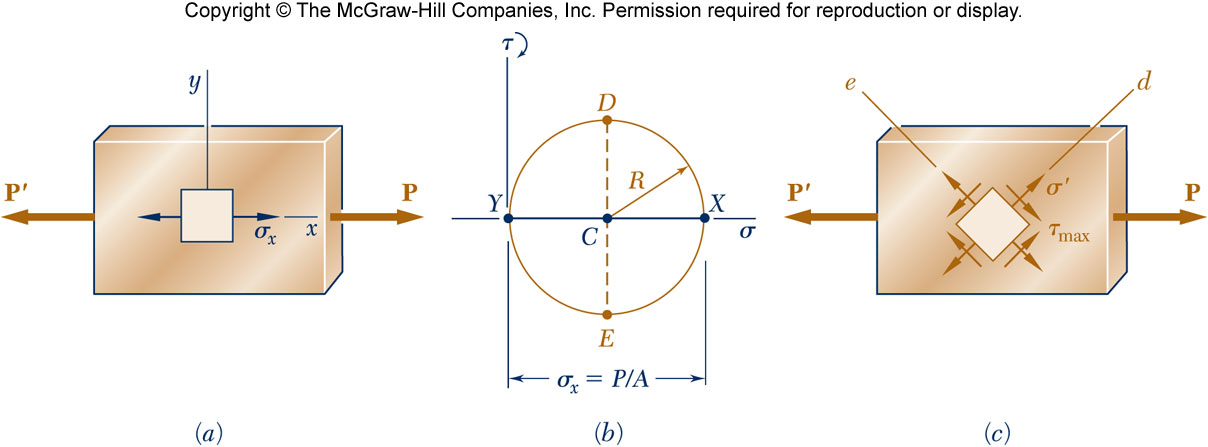 Copyright © The McGraw-Hill Companies, Inc. Permission required for reproduction or display.
y
P′
P
σx
x
(a)
τ
D
R
Y
X
C
σ
E
σx = P/A
(b)
e
d
P′
P
σ′
τmax
(c)